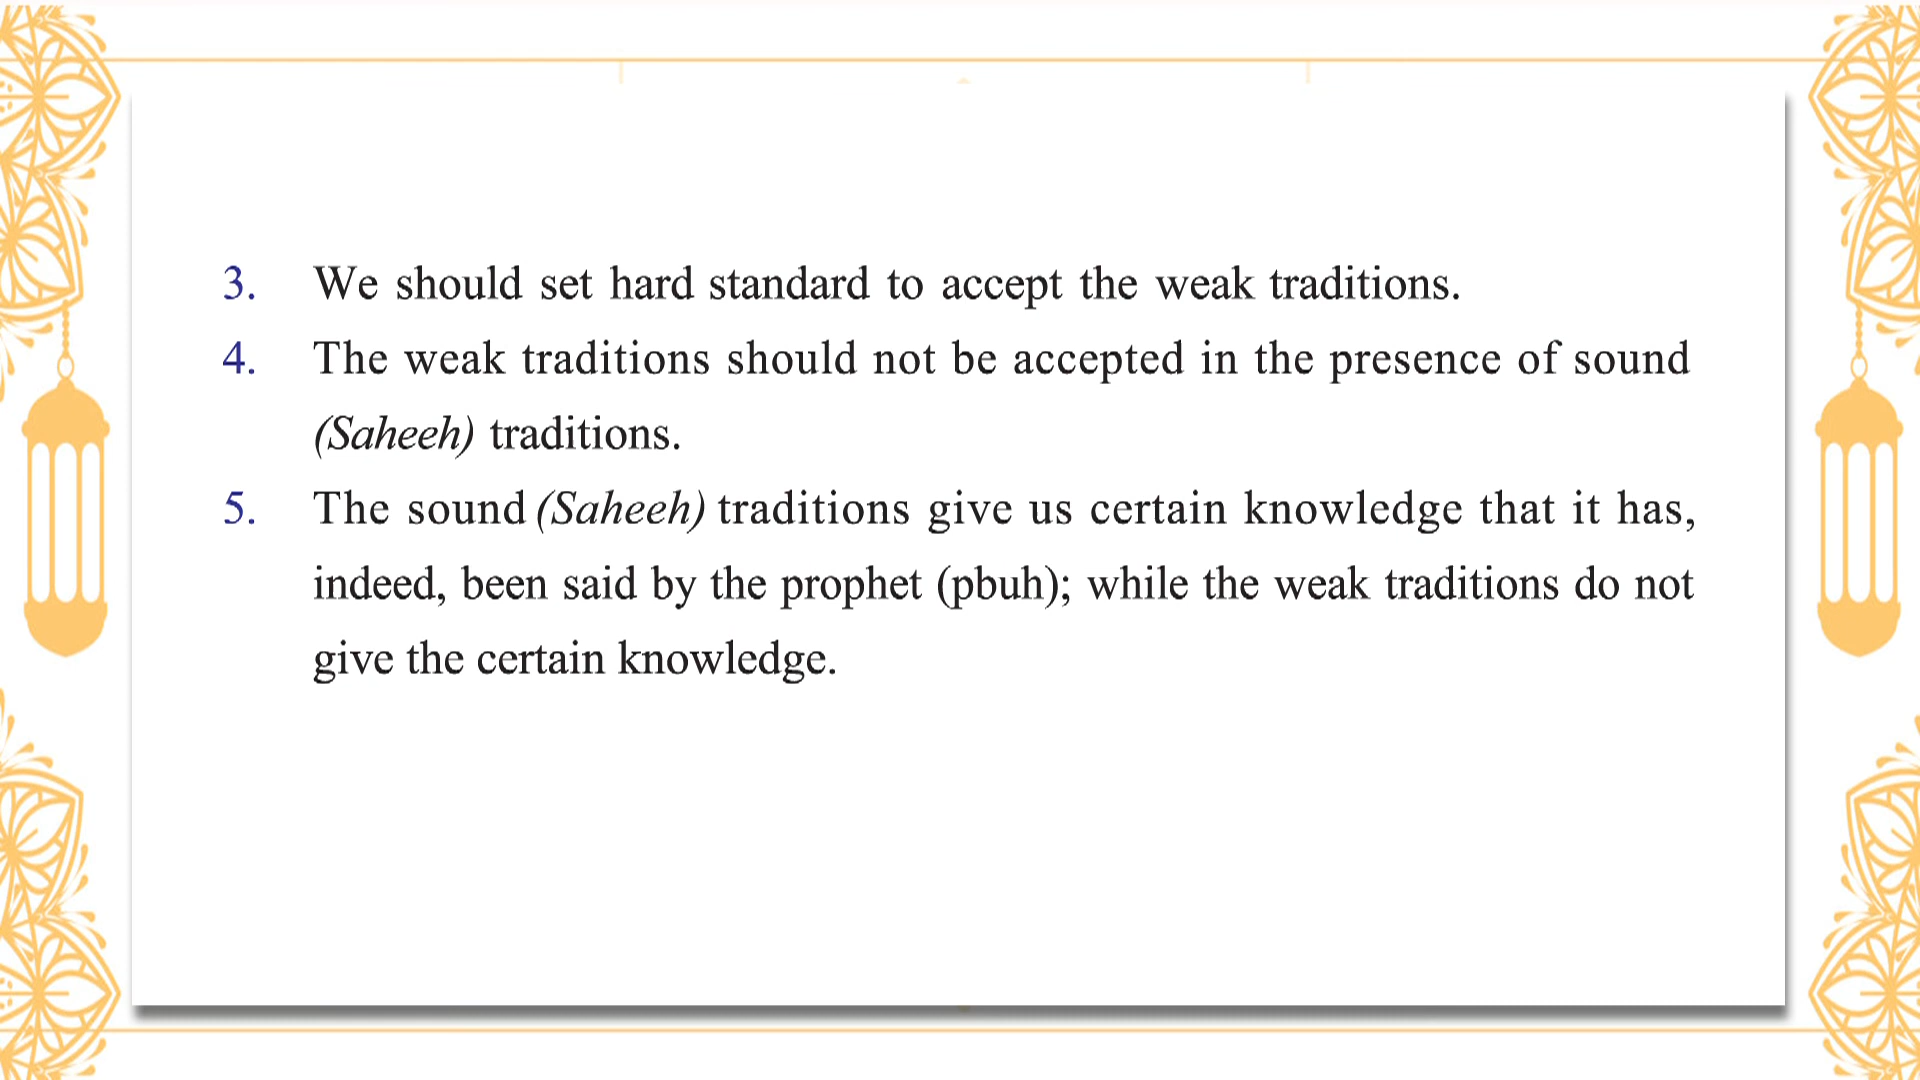 3. We should set hard standard to accept the weak traditions.
4. The weak traditions should not be accepted in the presence of sound
(Saheeh) traditions.
5. The sound (Saheeh) traditions give us certain knowledge that it has,
indeed, been said by the prophet (pbuh); while the weak traditions do not
give the certain knowledge.